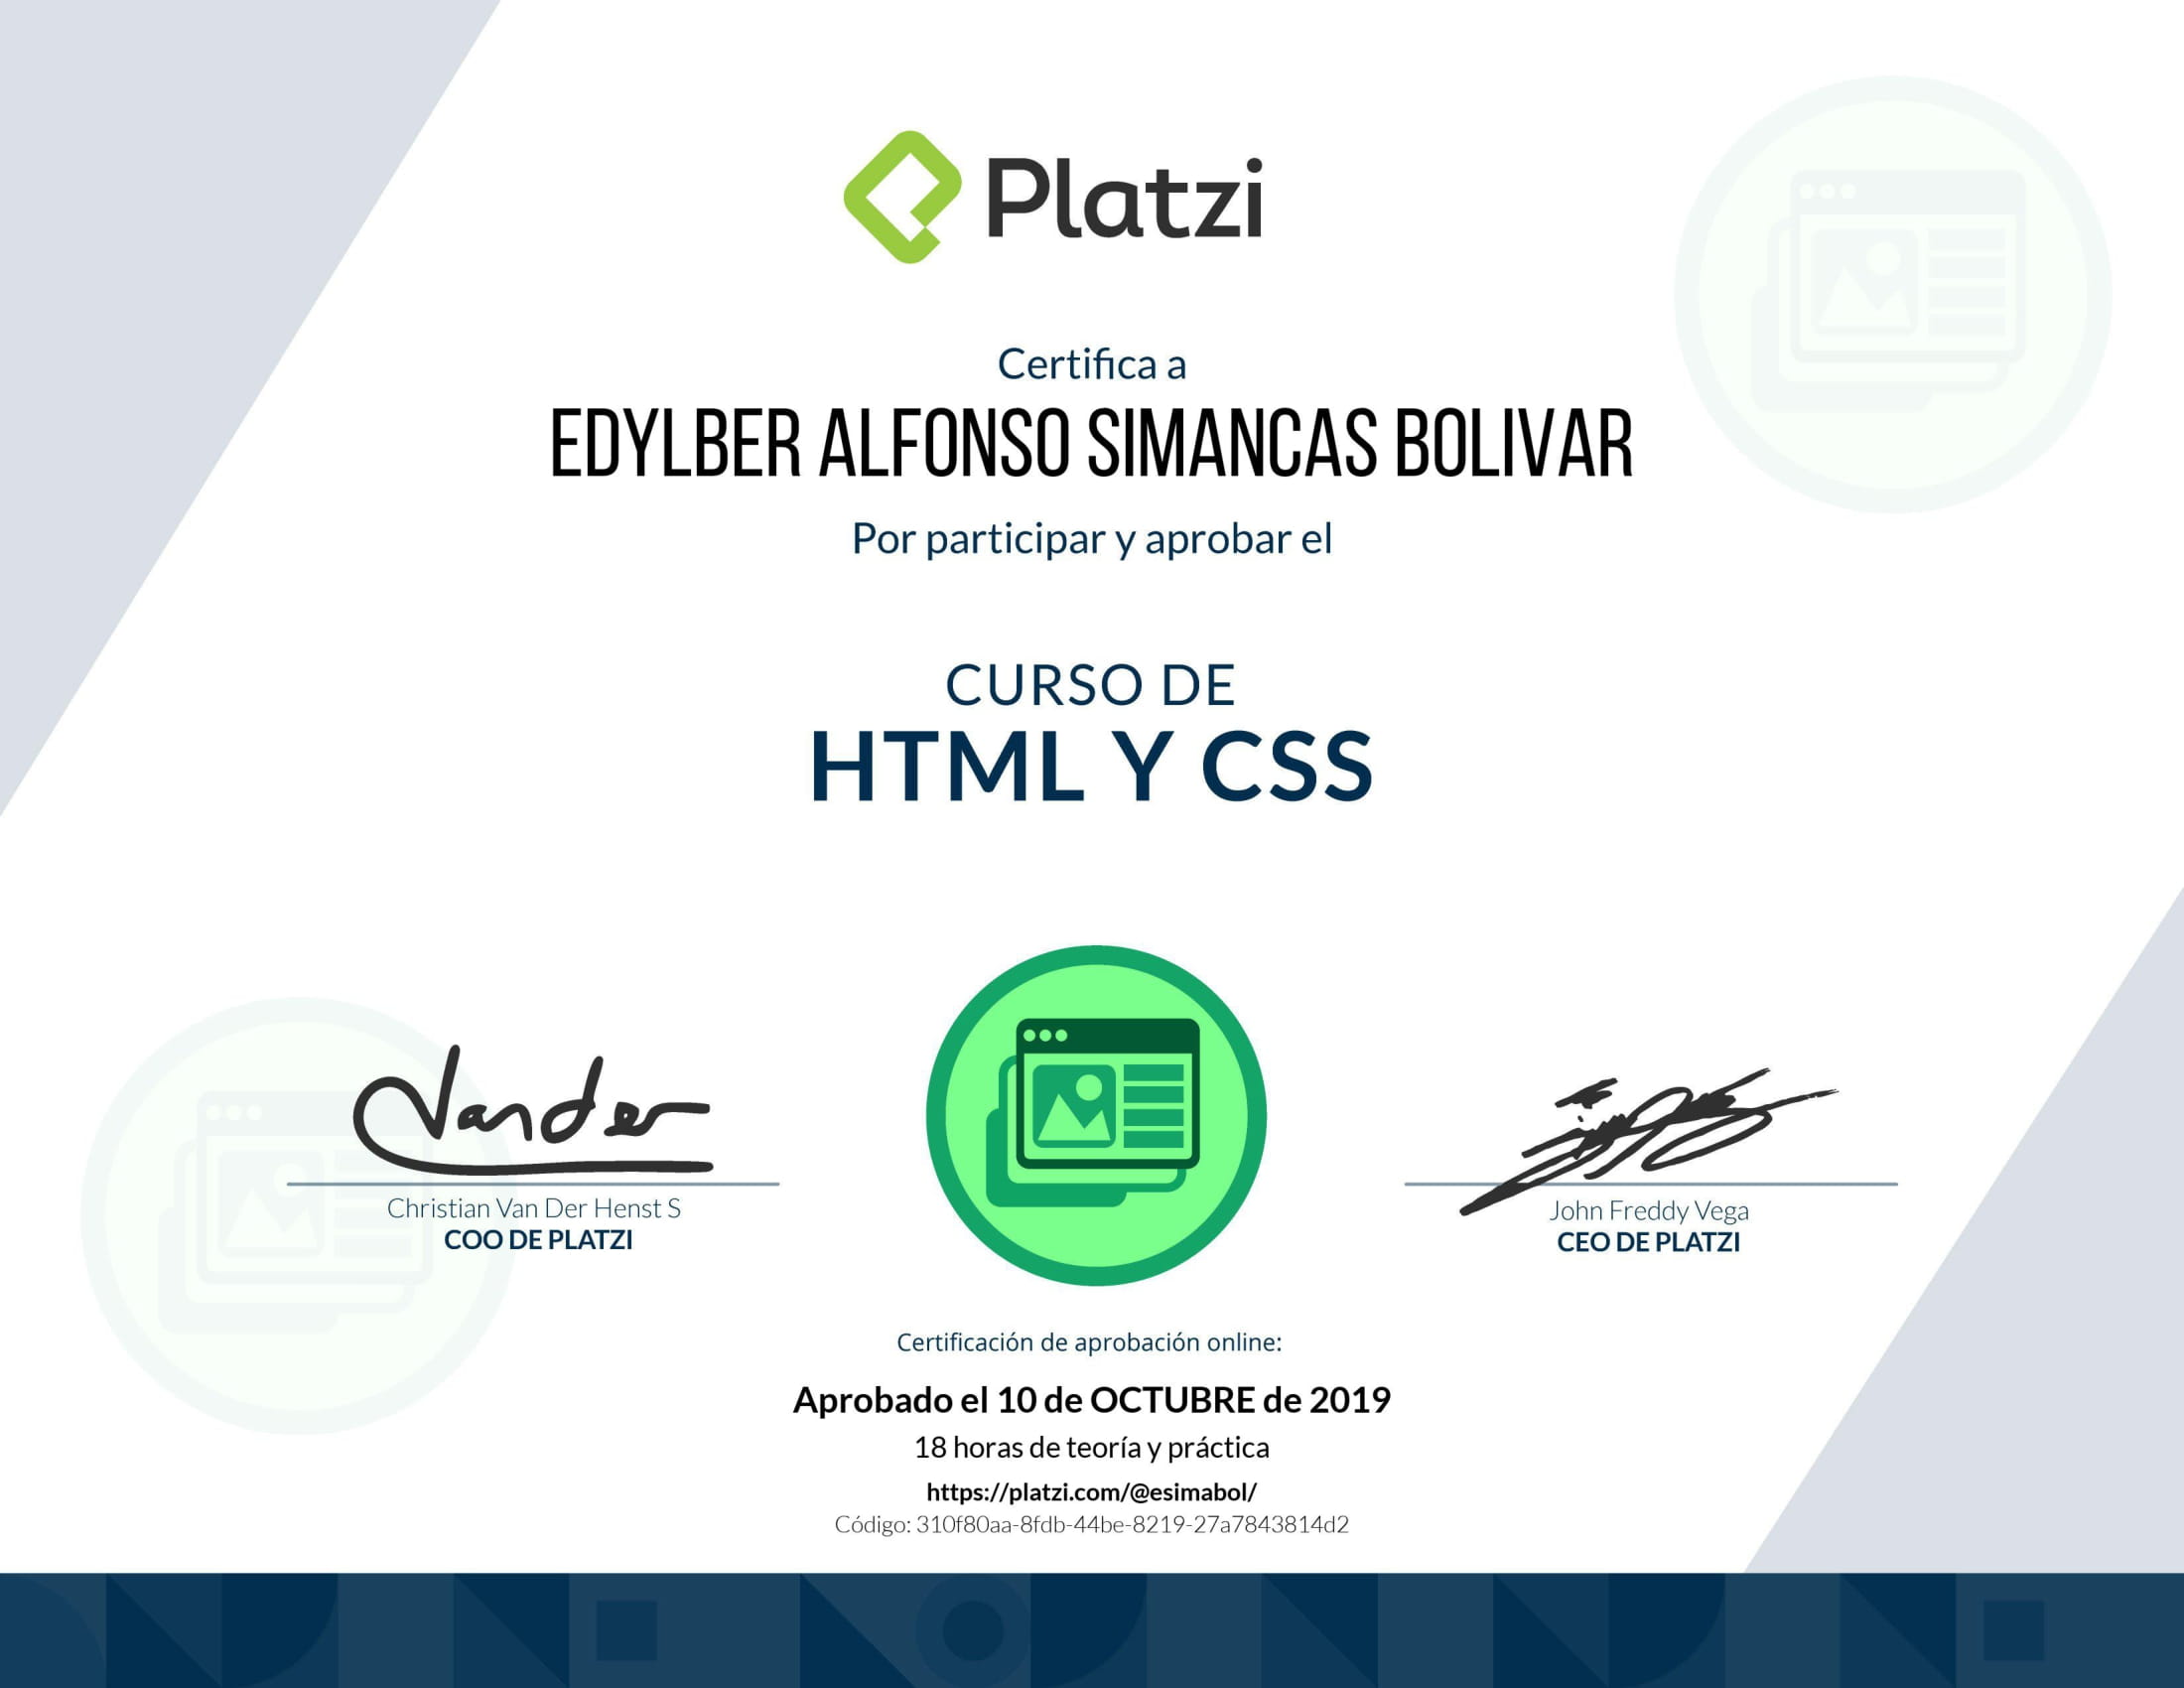 Platzi
Certifica a
EDYLBER ALFONSO SIMANCAS BOLIVAR
Por participar y aprobar el
CURSO DE
HTML Y CSS
Vander
Christian Van Der Henst S
COO DE PLATZI
John Freddy Vega
CEO DE PLATZI
Certificación de aprobación online:
Aprobado el 10 de OCTUBRE de 2019
18 horas de teoría y práctica
https://platzi.com/@esimabol/
Código: 310f80aa-8fdb-44be-8219-27a7843814d2